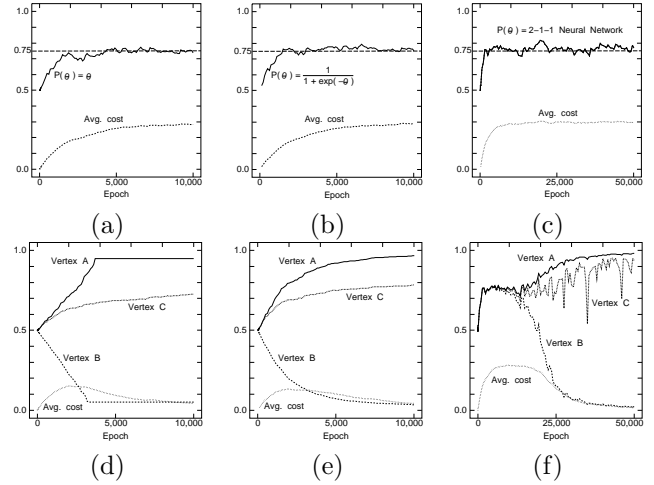 1.0
0.75
0.5
0.0
P(θ) = θ
Avg. cost
0
5,000
10,000
Epoch
(a)
1.0
0.75
0.5
0.0
P(θ) = 1
1 + exp(−θ)
Avg. cost
0
5,000
10,000
Epoch
(b)
1.0
P(θ) = 2−1−1 Neural Network
0.75
0.5
0.0
Avg. cost
0
25,000
50,000
Epoch
(c)
1.0
0.5
0.0
Vertex A
Vertex C
Vertex B
Avg. cost
0
5,000
10,000
Epoch
(d)
1.0
0.5
0.0
Vertex A
Vertex C
Vertex B
Avg. cost
0
5,000
10,000
Epoch
(e)
1.0
0.5
0.0
Vertex A
Vertex C
Vertex B
Avg. cost
0
25,000
50,000
Epoch
(f)